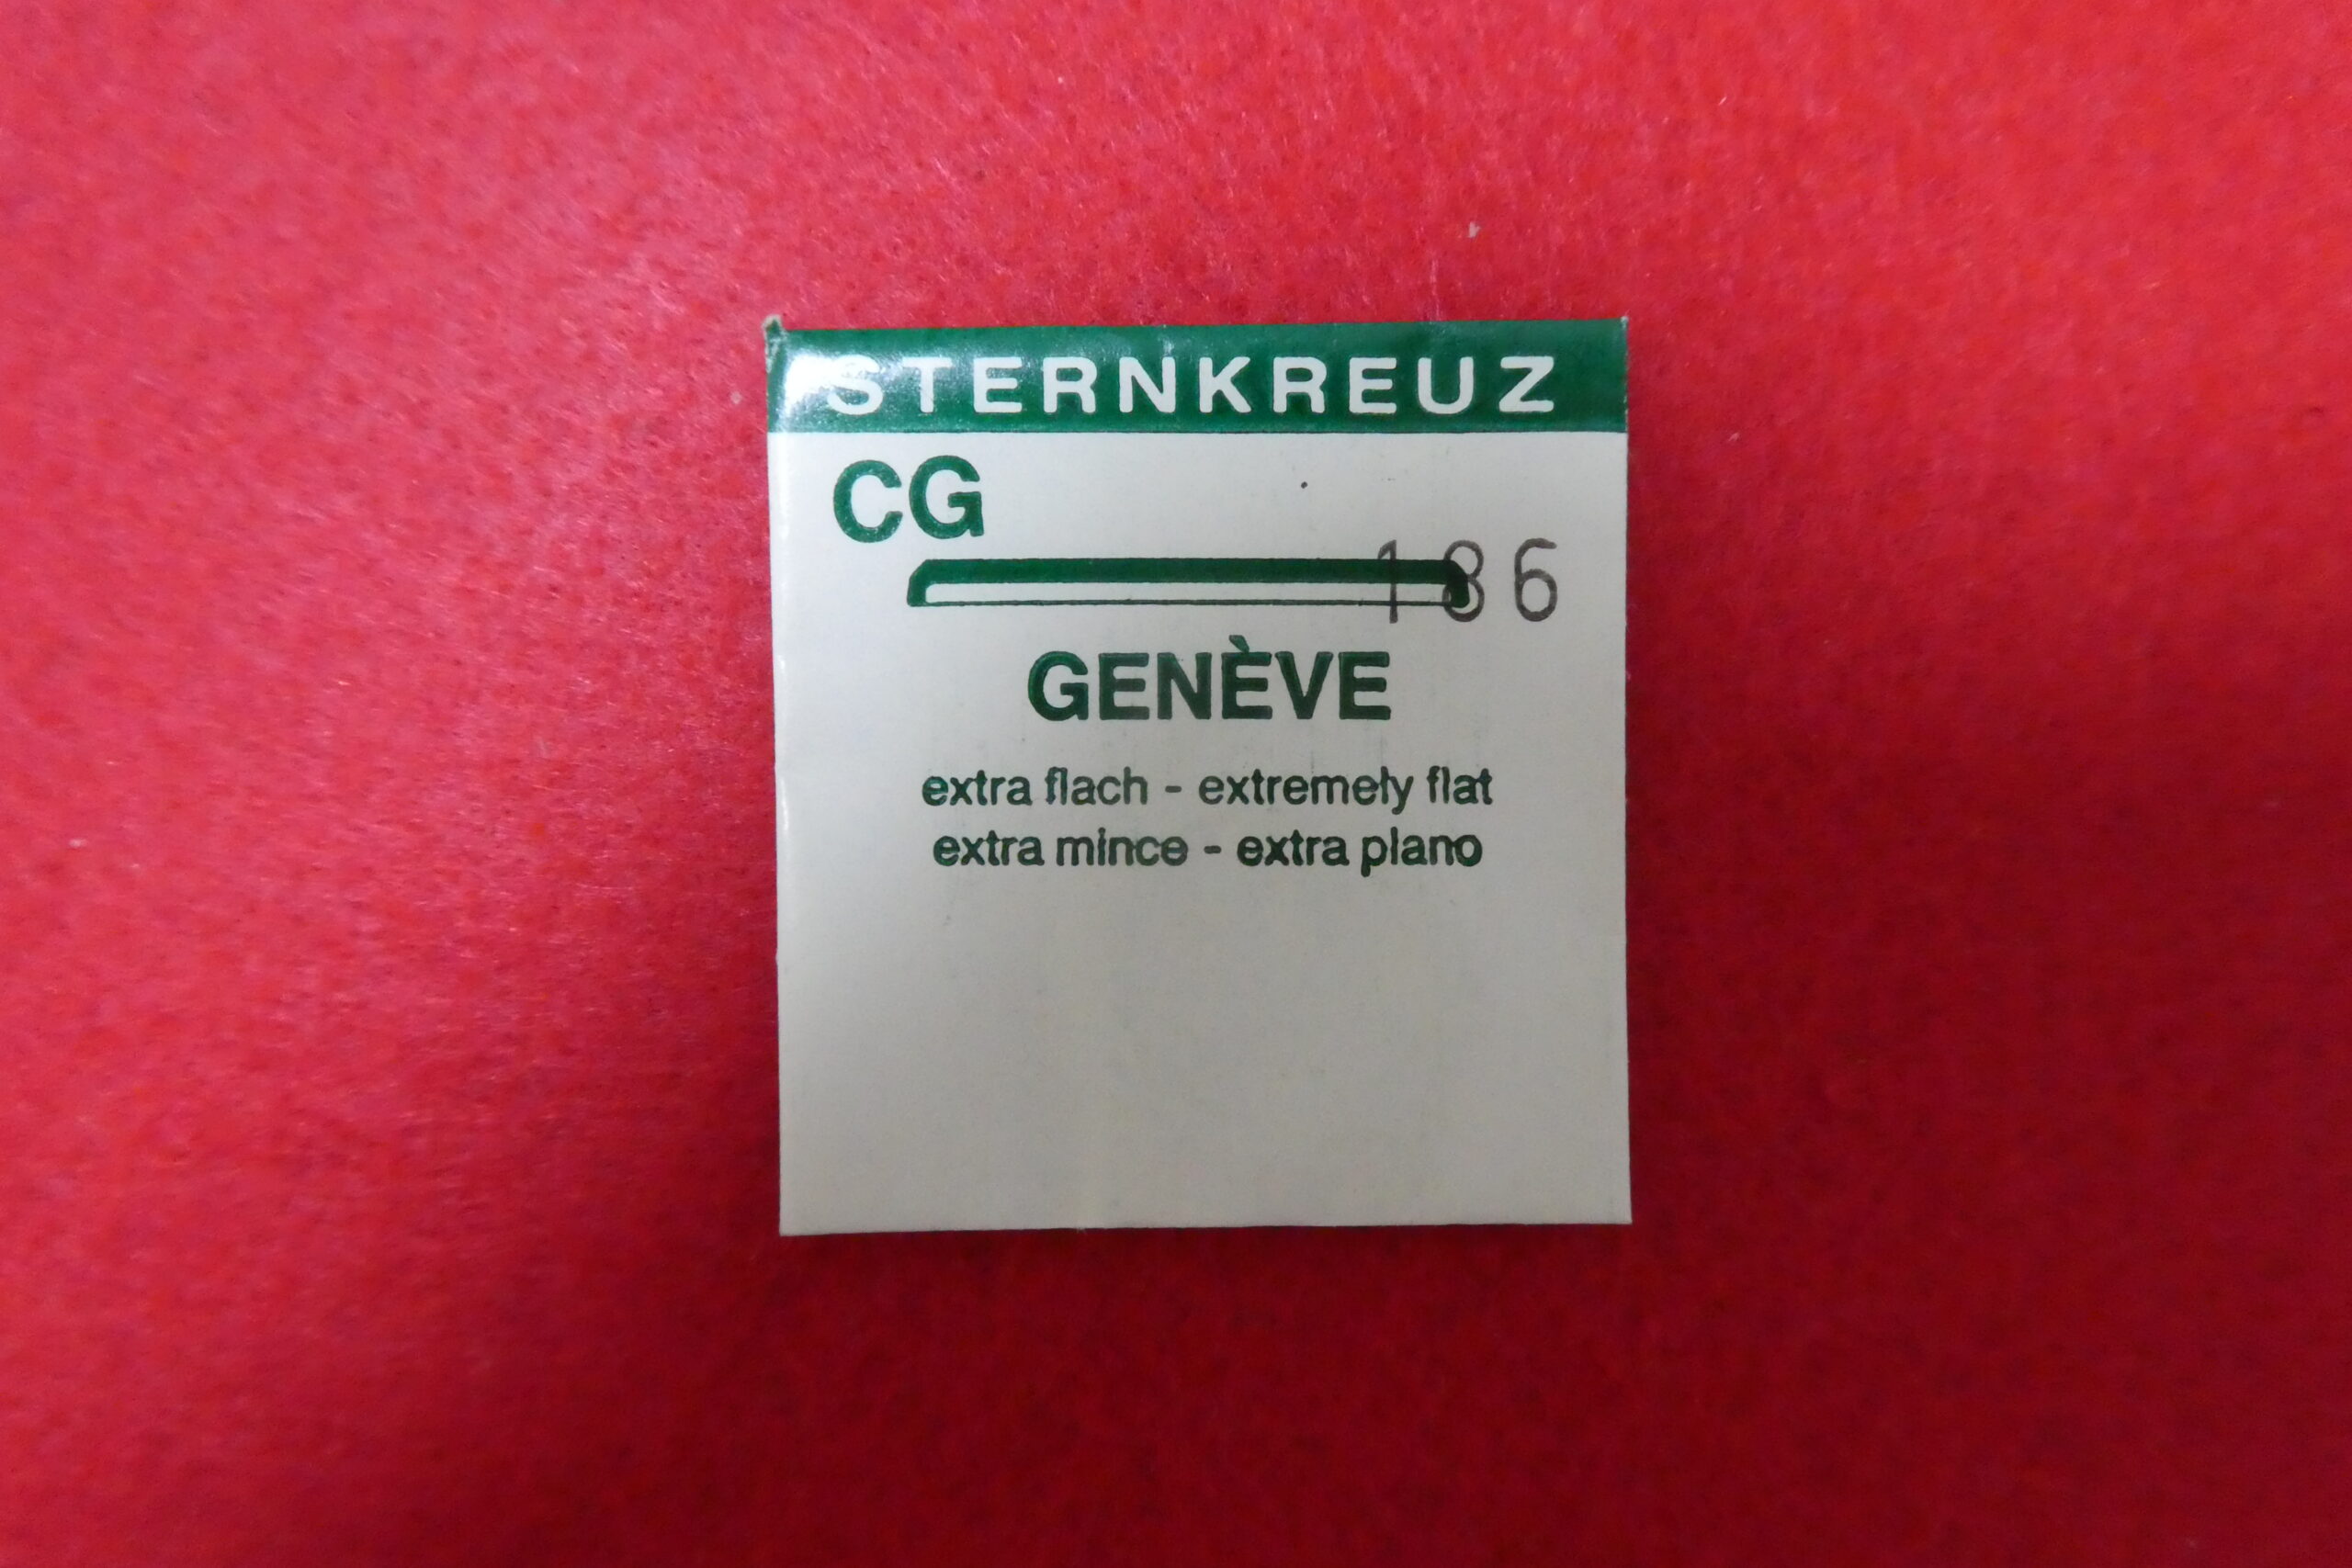 STERNKREUZ
CG
186
GENÈVE
extra flach - extremely flat
extra mince - extra plano